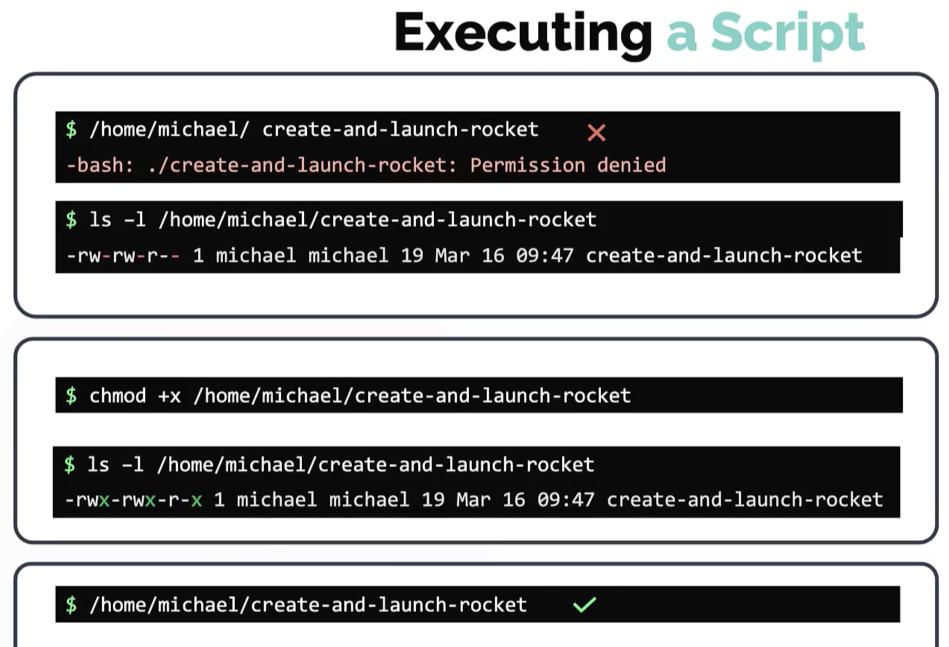 Executing a Script
$ /home/michael/ create-and-launch-rocket ✕
-bash: ./create-and-launch-rocket: Permission denied
$ ls –l /home/michael/create-and-launch-rocket
-rw-rw-r-- 1 michael michael 19 Mar 16 09:47 create-and-launch-rocket
$ chmod +x /home/michael/create-and-launch-rocket
$ ls –l /home/michael/create-and-launch-rocket
-rwx-rwx-r-x 1 michael michael 19 Mar 16 09:47 create-and-launch-rocket
$ /home/michael/create-and-launch-rocket ✓